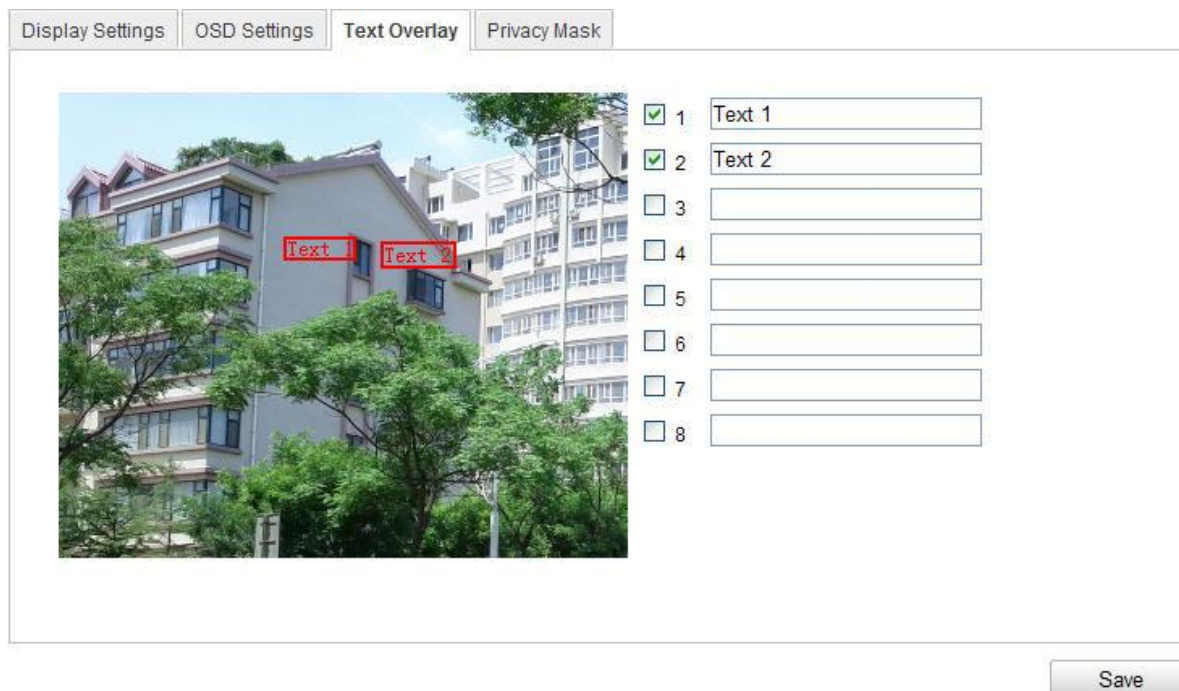 Display Settings OSD Settings Text Overlay Privacy Mask
1 Text 1
2 Text 2
3
4
5
6
7
8
Text 1 Text 2
Save